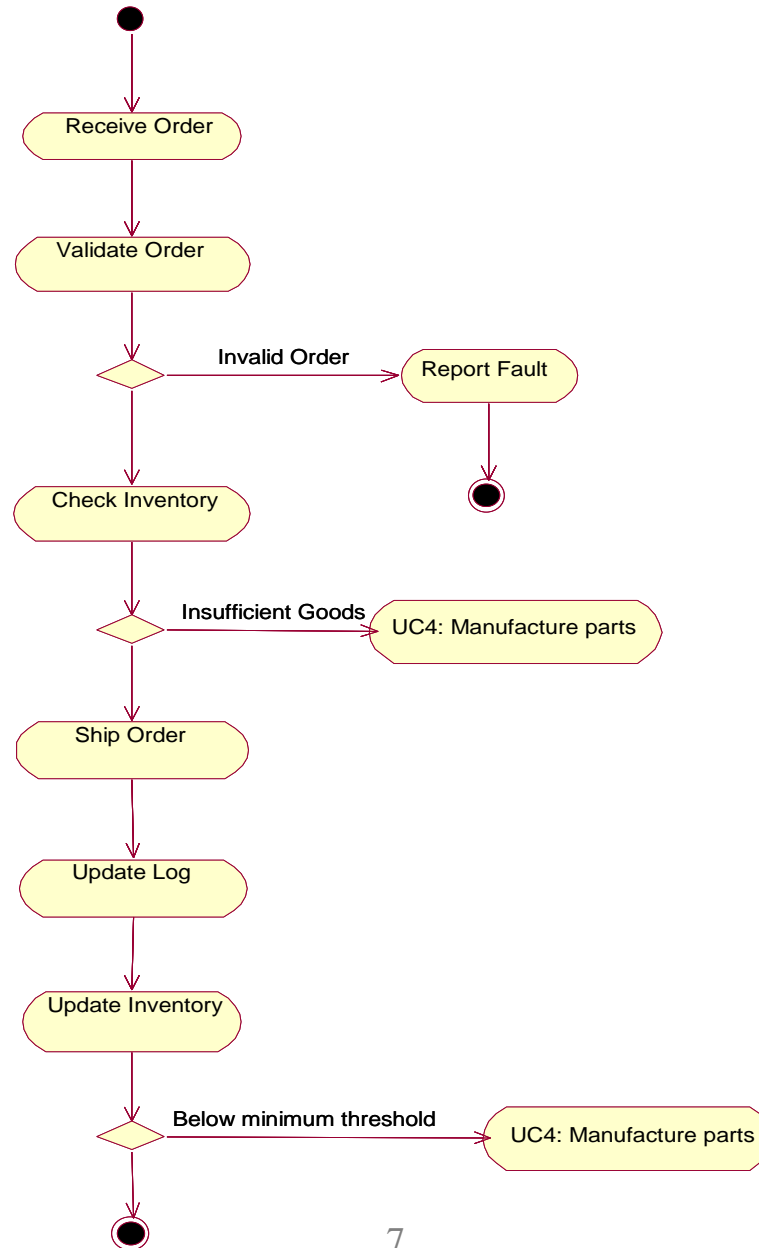 Receive Order
Validate Order
Invalid Order
Report Fault
Check Inventory
Insufficient Goods
UC4: Manufacture parts
Ship Order
Update Log
Update Inventory
Below minimum threshold
UC4: Manufacture parts
7